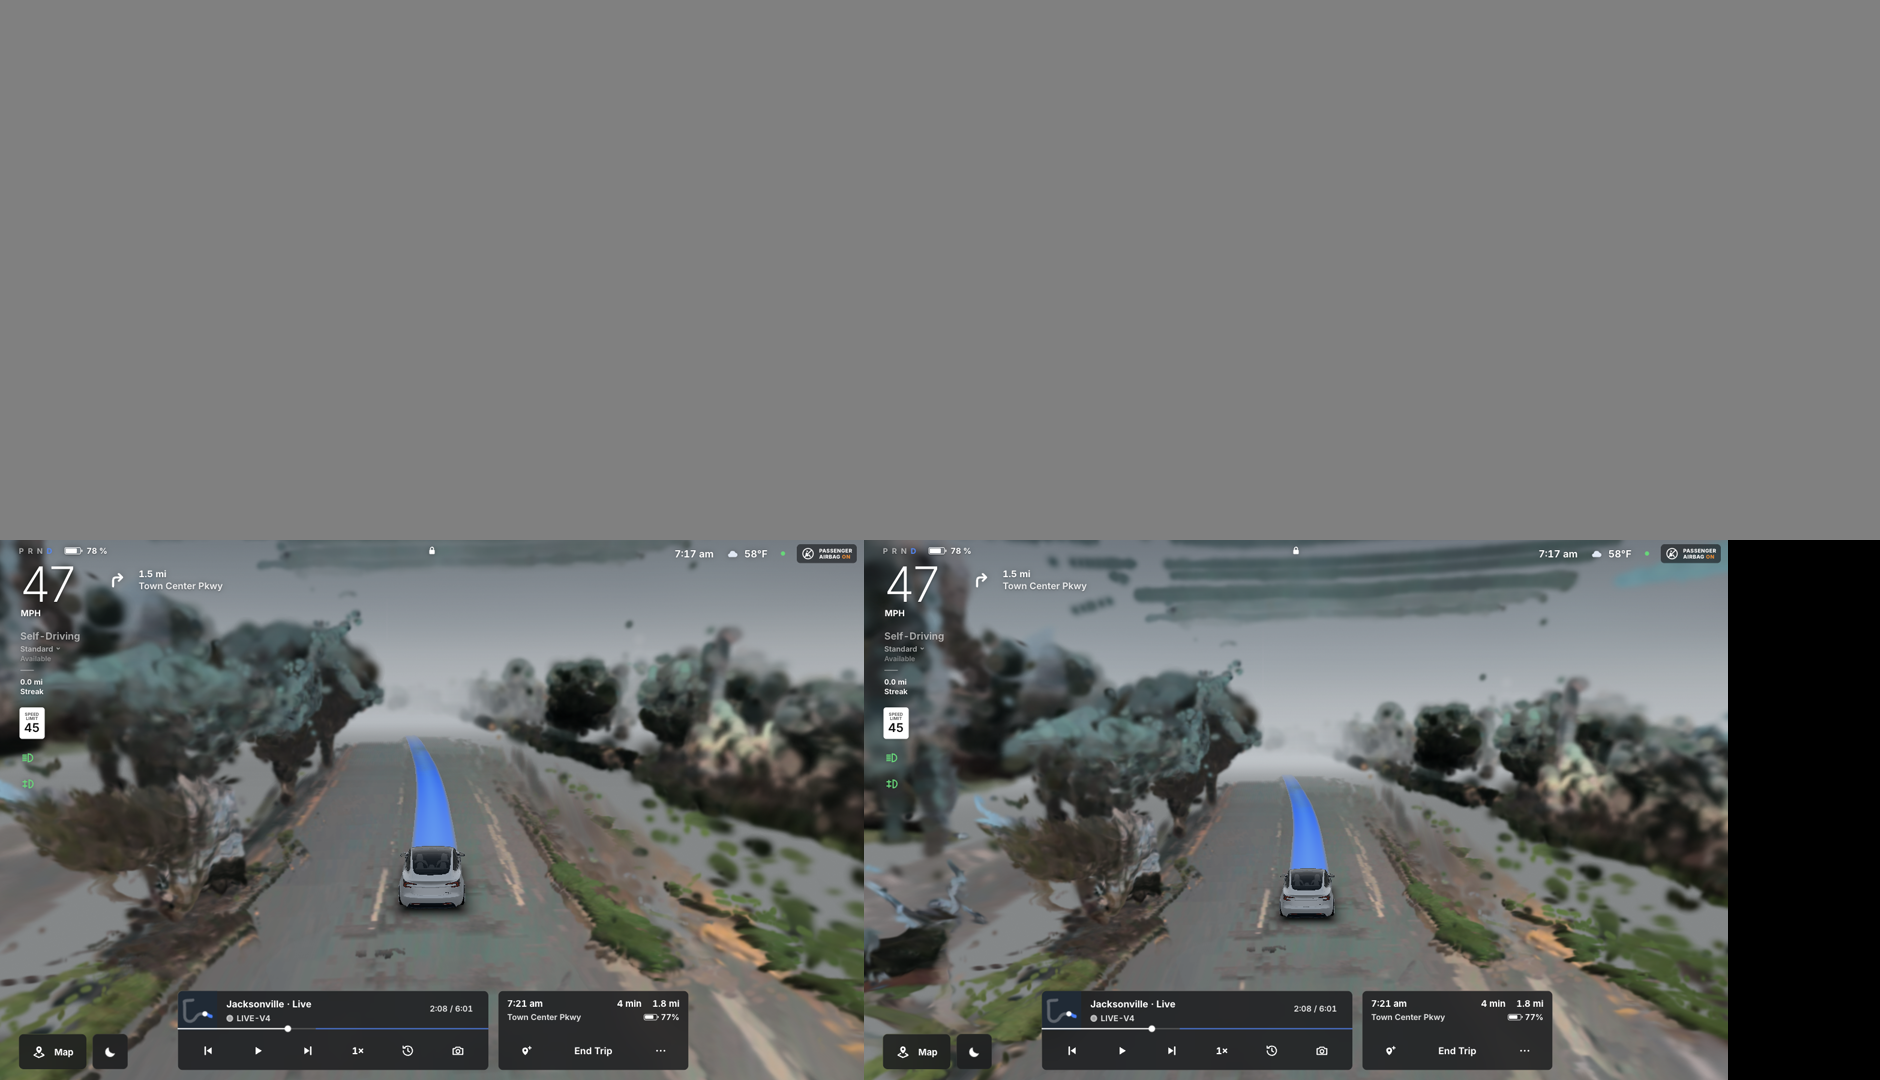 P R N D 78 %
47
MPH
1.5 mi
Town Center Pkwy
7:17 am 58°F
PASSENGER
AIRBAG ON
Self-Driving
Standard
Available
0.0 mi
Streak
SPEED
LIMIT
45
Jacksonville · Live
LIVE-V4
2:08 / 6:01
1×
7:21 am 4 min 1.8 mi
Town Center Pkwy 77%
End Trip
Map
P R N D 78 %
47
MPH
1.5 mi
Town Center Pkwy
7:17 am 58°F
PASSENGER
AIRBAG ON
Self-Driving
Standard
Available
0.0 mi
Streak
SPEED
LIMIT
45
Jacksonville · Live
LIVE-V4
2:08 / 6:01
1×
7:21 am 4 min 1.8 mi
Town Center Pkwy 77%
End Trip
Map